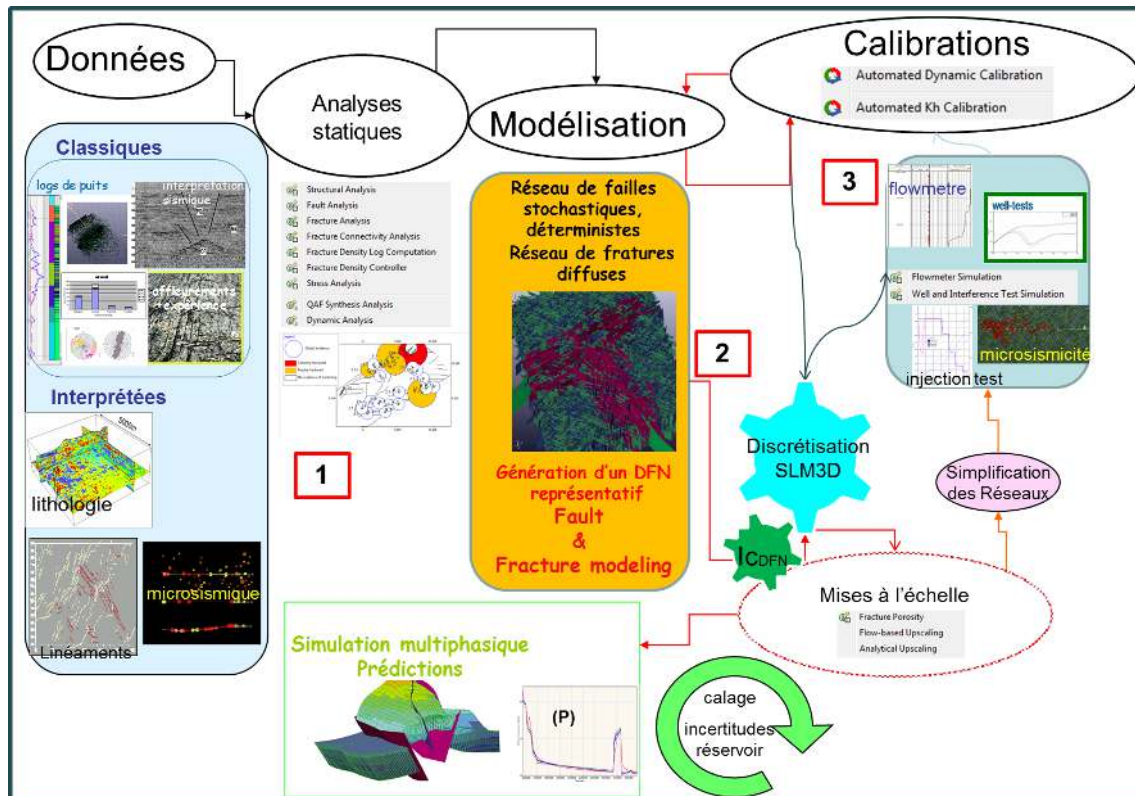 Données
Analyses
statiques
Modélisation
Calibrations
Automated Dynamic Calibration
Automated Kh Calibration
Classiques
logs de puits
interprétation
sismique
affleurements
+expérience
Interprétées
lithologie
Linéaments
microsismique
Structural Analysis
Fault Analysis
Fracture Analysis
Fracture Connectivity Analysis
Fracture Density Log Computation
Fracture Density Controller
Stress Analysis
QAF Synthesis Analysis
Dynamic Analysis
1
Réseau de failles
stochastiques,
déterministes
Réseau de fratures
diffuses
Génération d'un DFN
représentatif
Fault
&
Fracture modeling
2
3
flowmetre
well-tests
Flowmeter Simulation
Well and Interference Test Simulation
microsismicité
injection test
Discrétisation
SLM3D
Simplification
des Réseaux
ICDFN
Mises à l'échelle
Fracture Porosity
Flow-based Upscaling
Analytical Upscaling
Simulation multiphasique
Prédictions
(P)
calage
incertitudes
réservoir